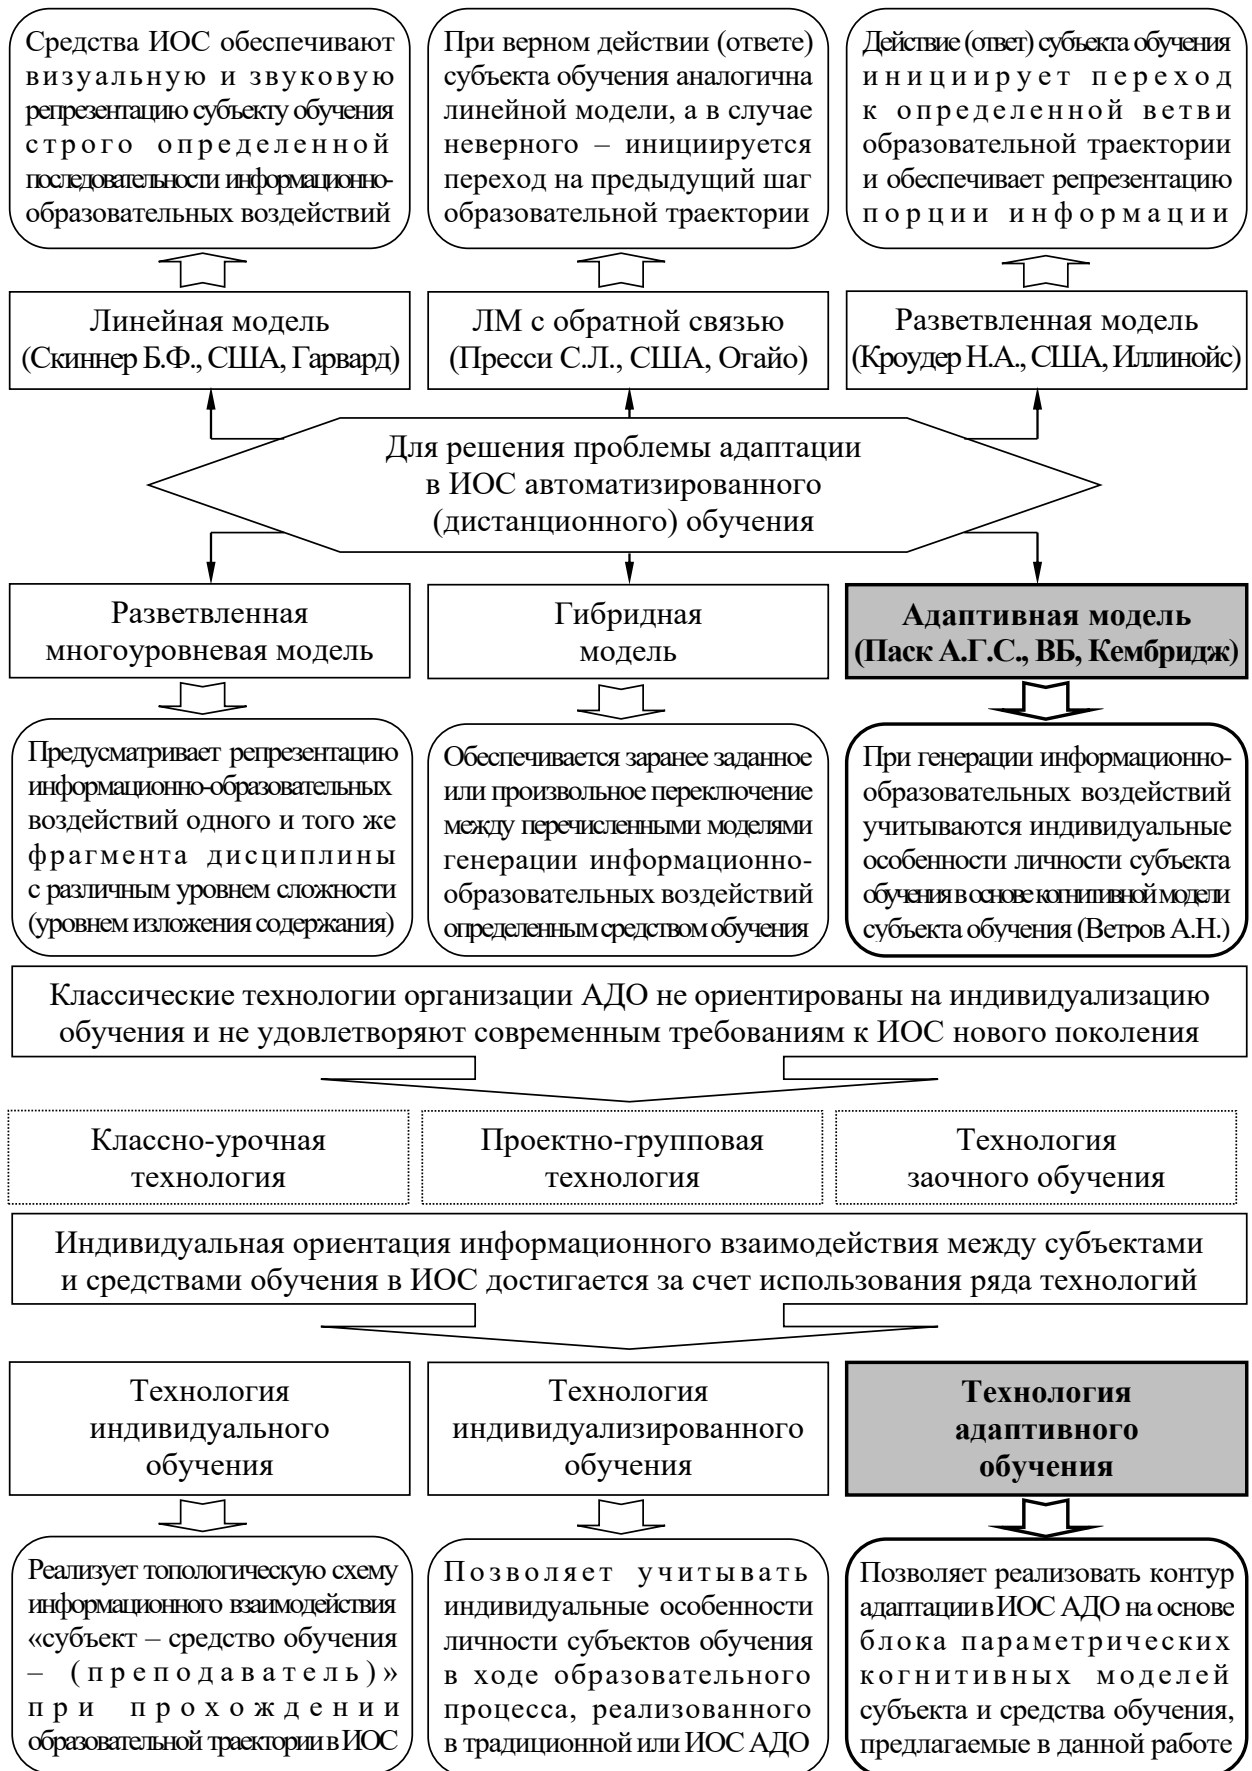 Средства ИОС обеспечивают
визуальную и звуковую
репрезентацию субъекту обучения
строго определенной
последовательности информационно-
образовательных воздействий
При верном действии (ответе)
субъекта обучения аналогична
линейной модели, а в случае
неверного – инициируется
переход на предыдущий шаг
образовательной траектории
Действие (ответ) субъекта обучения
инициирует переход
к определенной ветви
образовательной траектории
и обеспечивает репрезентацию
порции информации
Линейная модель
(Скиннер Б.Ф., США, Гарвард)
ЛМ с обратной связью
(Пресси С.Л., США, Огайо)
Разветвленная модель
(Кроудер Н.А., США, Иллинойс)
Для решения проблемы адаптации
в ИОС автоматизированного
(дистанционного) обучения
Разветвленная
многоуровневая модель
Гибридная
модель
Адаптивная модель
(Паск А.Г.С., ВБ, Кембридж)
Предусматривает репрезентацию
информационно-образовательных
воздействий одного и того же
фрагмента дисциплины
с различным уровнем сложности
(уровнем изложения содержания)
Обеспечивается заранее заданное
или произвольное переключение
между перечисленными моделями
генерации информационно-
образовательных воздействий
определенным средством обучения
При генерации информационно-
образовательных воздействий
учитываются индивидуальные
особенности личности субъекта
обучения в основе когнитивной модели
субъекта обучения (Ветров А.Н.)
Классические технологии организации АДО не ориентированы на индивидуализацию
обучения и не удовлетворяют современным требованиям к ИОС нового поколения
Классно-урочная
технология
Проектно-групповая
технология
Технология
заочного обучения
Индивидуальная ориентация информационного взаимодействия между субъектами
и средствами обучения в ИОС достигается за счет использования ряда технологий
Технология
индивидуального
обучения
Технология
индивидуализированного
обучения
Технология
адаптивного
обучения
Реализует топологическую схему
информационного взаимодействия
«субъект – средство обучения
– (преподаватель)»
при прохождении
образовательной траектории в ИОС
Позволяет учитывать
индивидуальные особенности
личности субъектов обучения
в ходе образовательного
процесса, реализованного
в традиционной или ИОС АДО
Позволяет реализовать контур
адаптации в ИОС АДО на основе
блока параметрических
когнитивных моделей
субъекта и средства обучения,
предлагаемые в данной работе